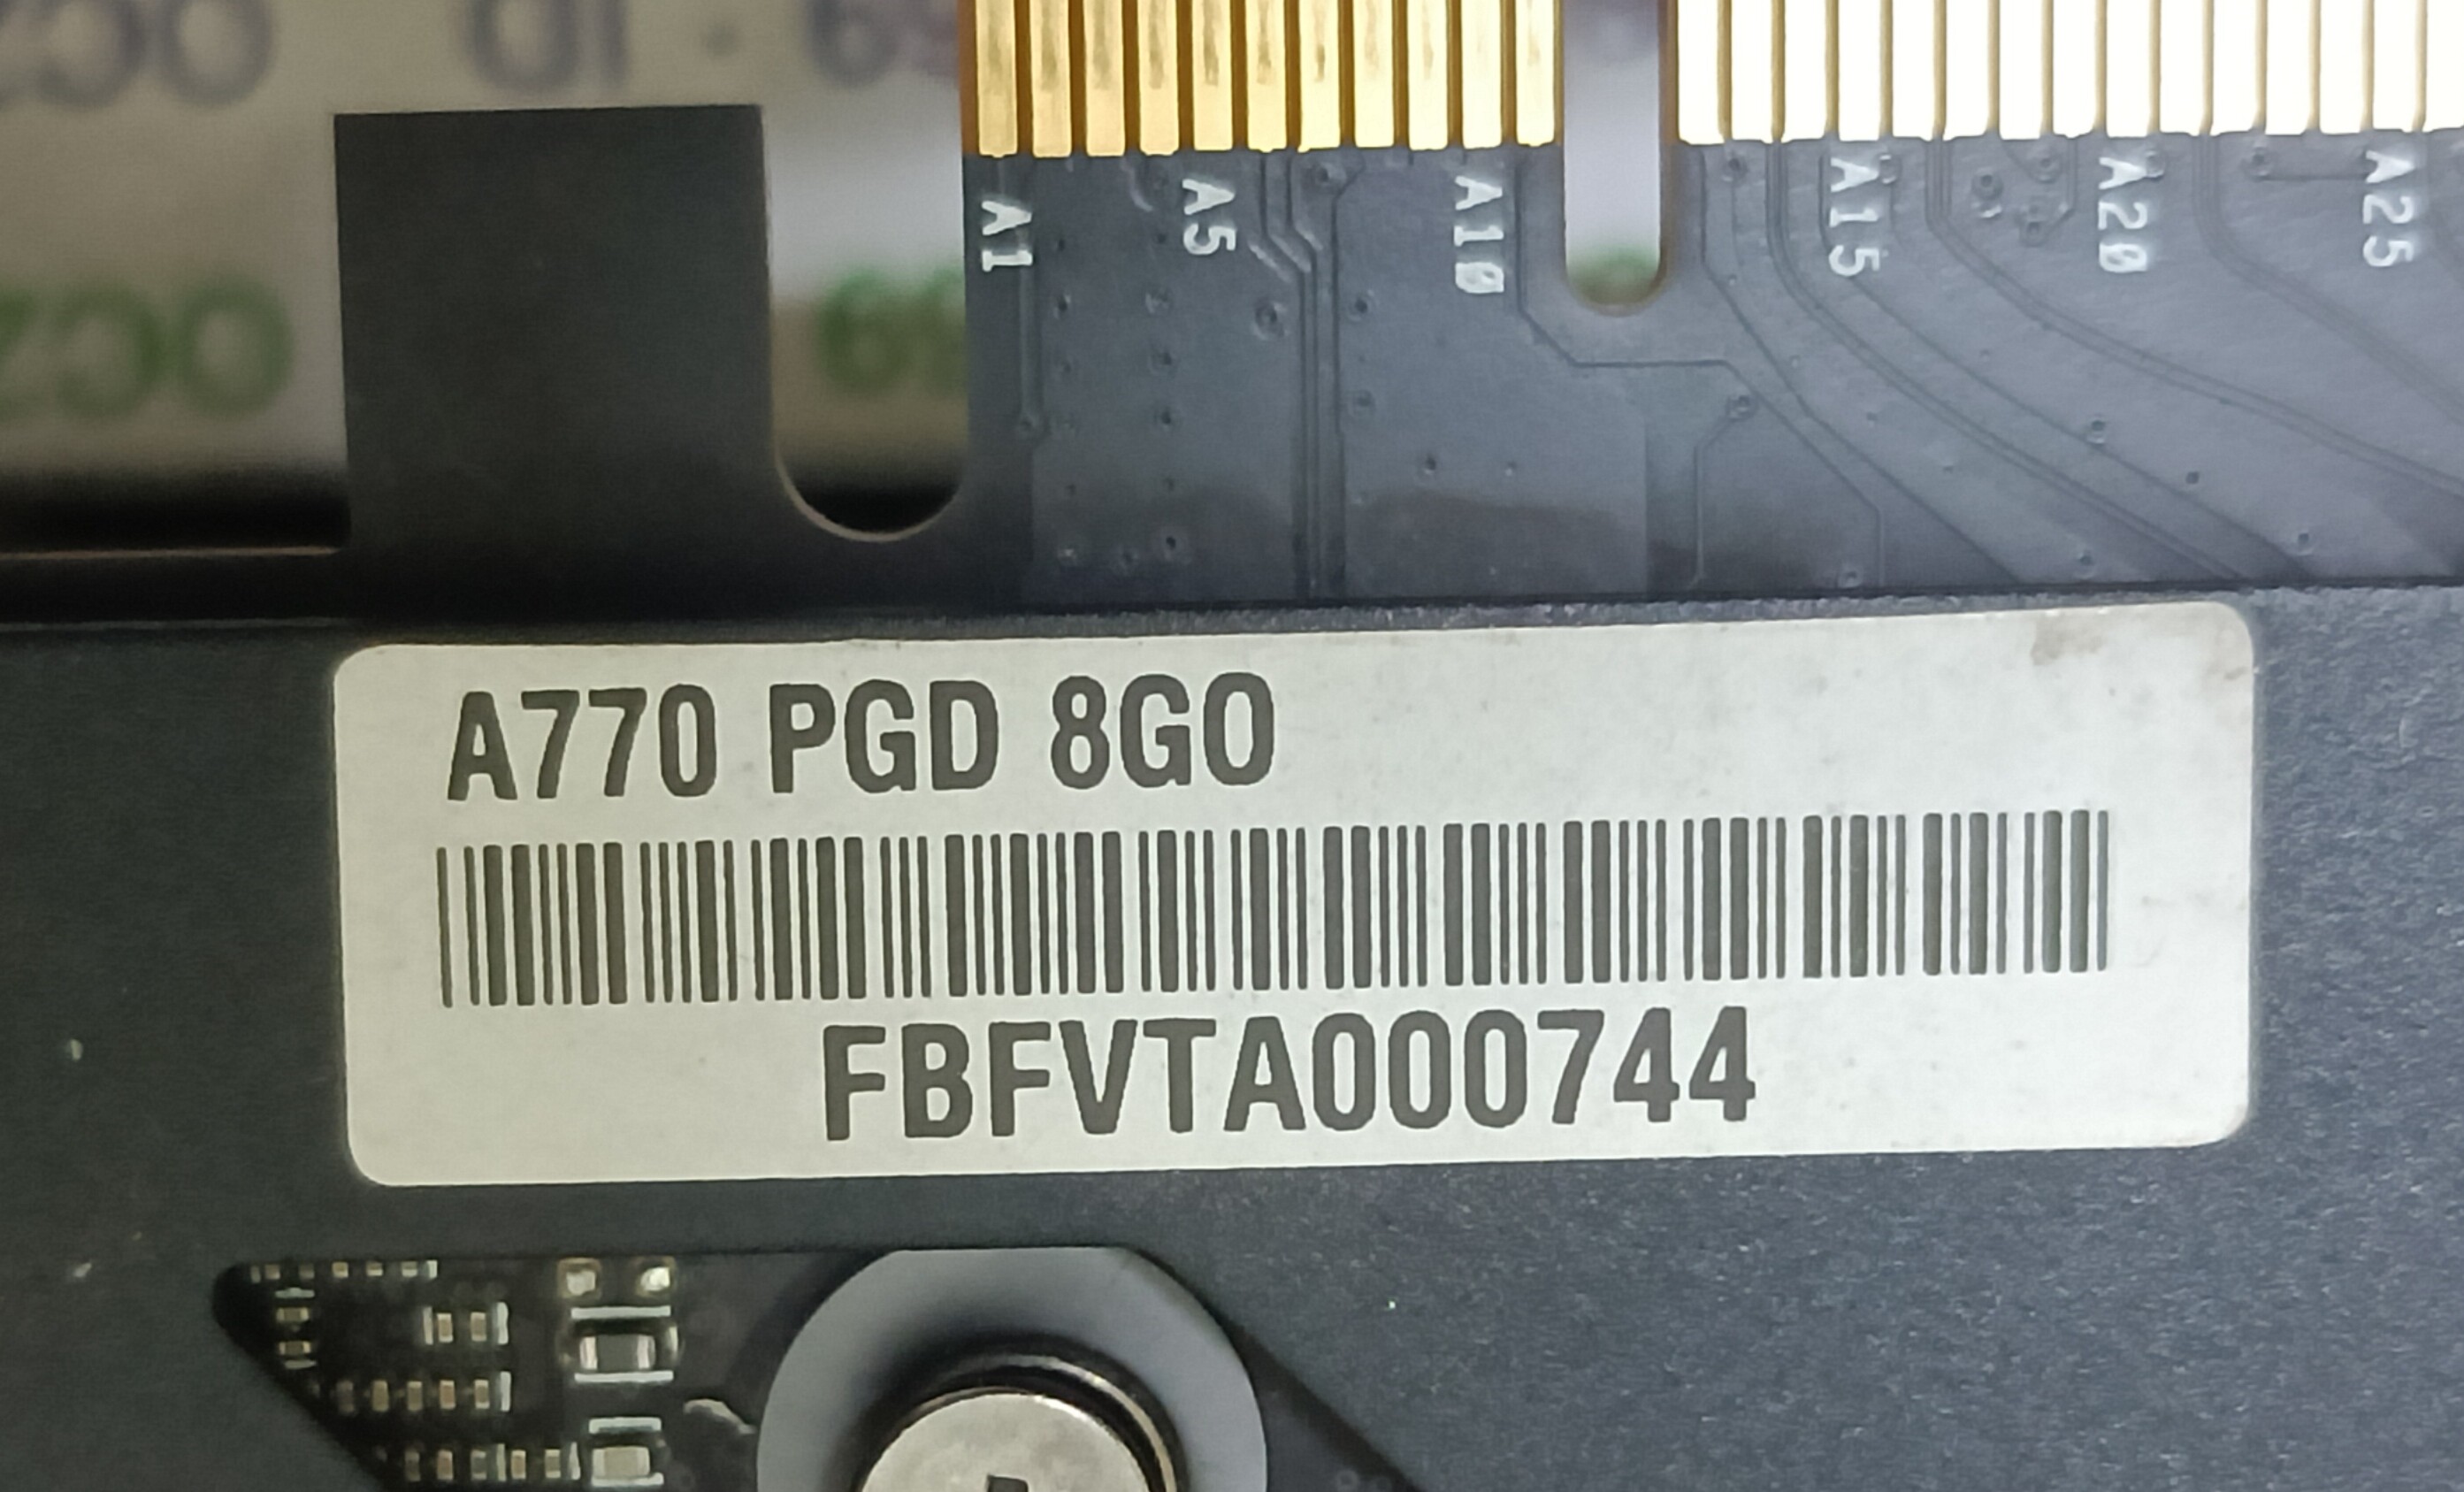 A1 A5 A10 A15 A20 A25
A770 PGD 8GO
FBFVTA000744